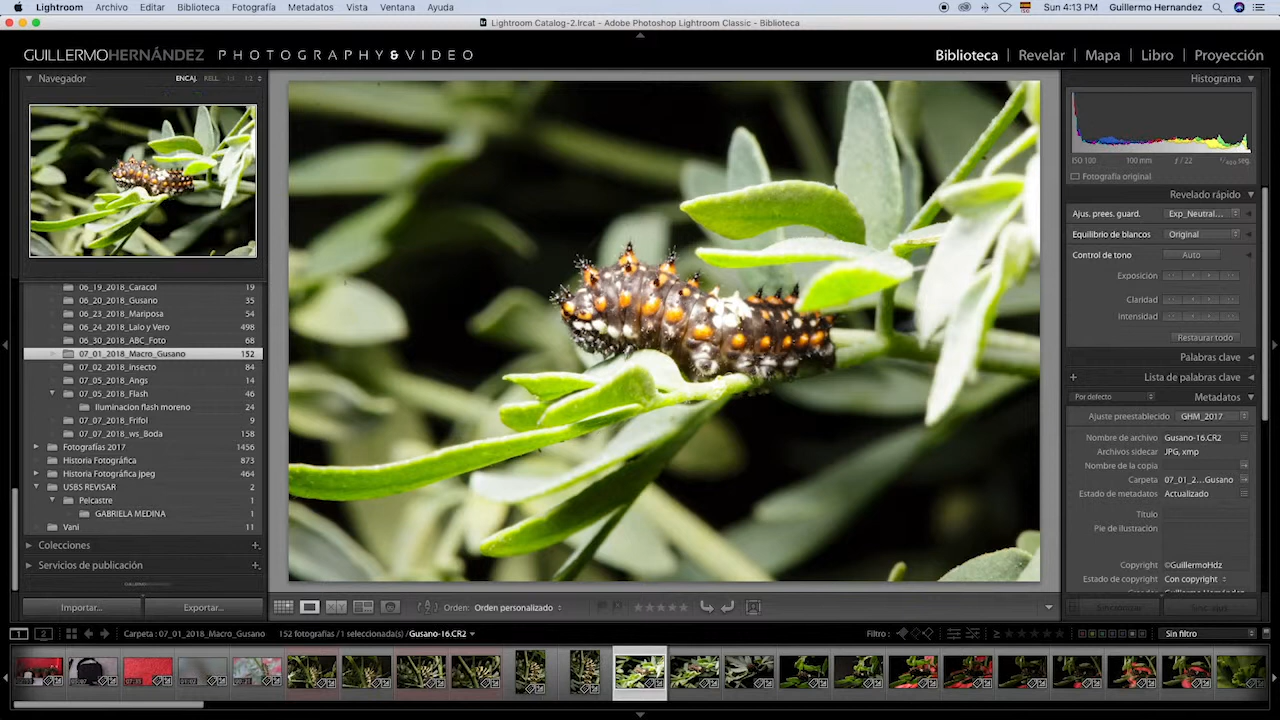 Lightroom Archivo Editar Biblioteca Fotografía Metadatos Vista Ventana Ayuda Sun 4:13 PM Guillermo Hernandez
Lightroom Catalog-2.lrcat - Adobe Photoshop Lightroom Classic - Biblioteca
GUILLERMOHERNÁNDEZ PHOTOGRAPHY&VIDEO
Biblioteca | Revelar | Mapa | Libro | Proyección
Navegador ENCAJ. RELL. 1:1 1:2
06_19_2018_Caracol 19
06_20_2018_Gusano 35
06_23_2018_Mariposa 54
06_24_2018_Lalo y Vero 498
06_30_2018_ABC_Foto 68
07_01_2018_Macro_Gusano 152
07_02_2018_insecto 84
07_05_2018_Angs 14
07_05_2018_Flash 46
Iluminacion flash moreno 24
07_07_2018_Frifol 9
07_07_2018_ws_Boda 158
Fotografías 2017 1456
Historia Fotográfica 873
Historia Fotográfica jpeg 464
USBS REVISAR 2
Pelcastre 1
GABRIELA MEDINA 1
Vani 11
Colecciones
Servicios de publicación
Importar... Exportar...
Histograma
ISO 100 100 mm ƒ / 22
Fotografía original
Revelado rápido
Ajus. prees. guard. Exp_Neutral...
Equilibrio de blancos Original
Control de tono Auto
Exposición
Claridad
Intensidad
Restaurar todo
Palabras clave
Lista de palabras clave
Por defecto Metadatos
Ajuste preestablecido GHM_2017
Nombre de archivo Gusano-16.CR2
Archivos sidecar JPG, xmp
Nombre de la copia
Carpeta 07_01_2...Gusano
Estado de metadatos Actualizado
Título
Pie de ilustración
Copyright ©GuillermoHdz
Estado de copyright Con copyright
Orden: Orden personalizado
1 2 Carpeta : 07_01_2018_Macro_Gusano 152 fotografías / 1 seleccionada(s) / Gusano-16.CR2
Filtro : Sin filtro